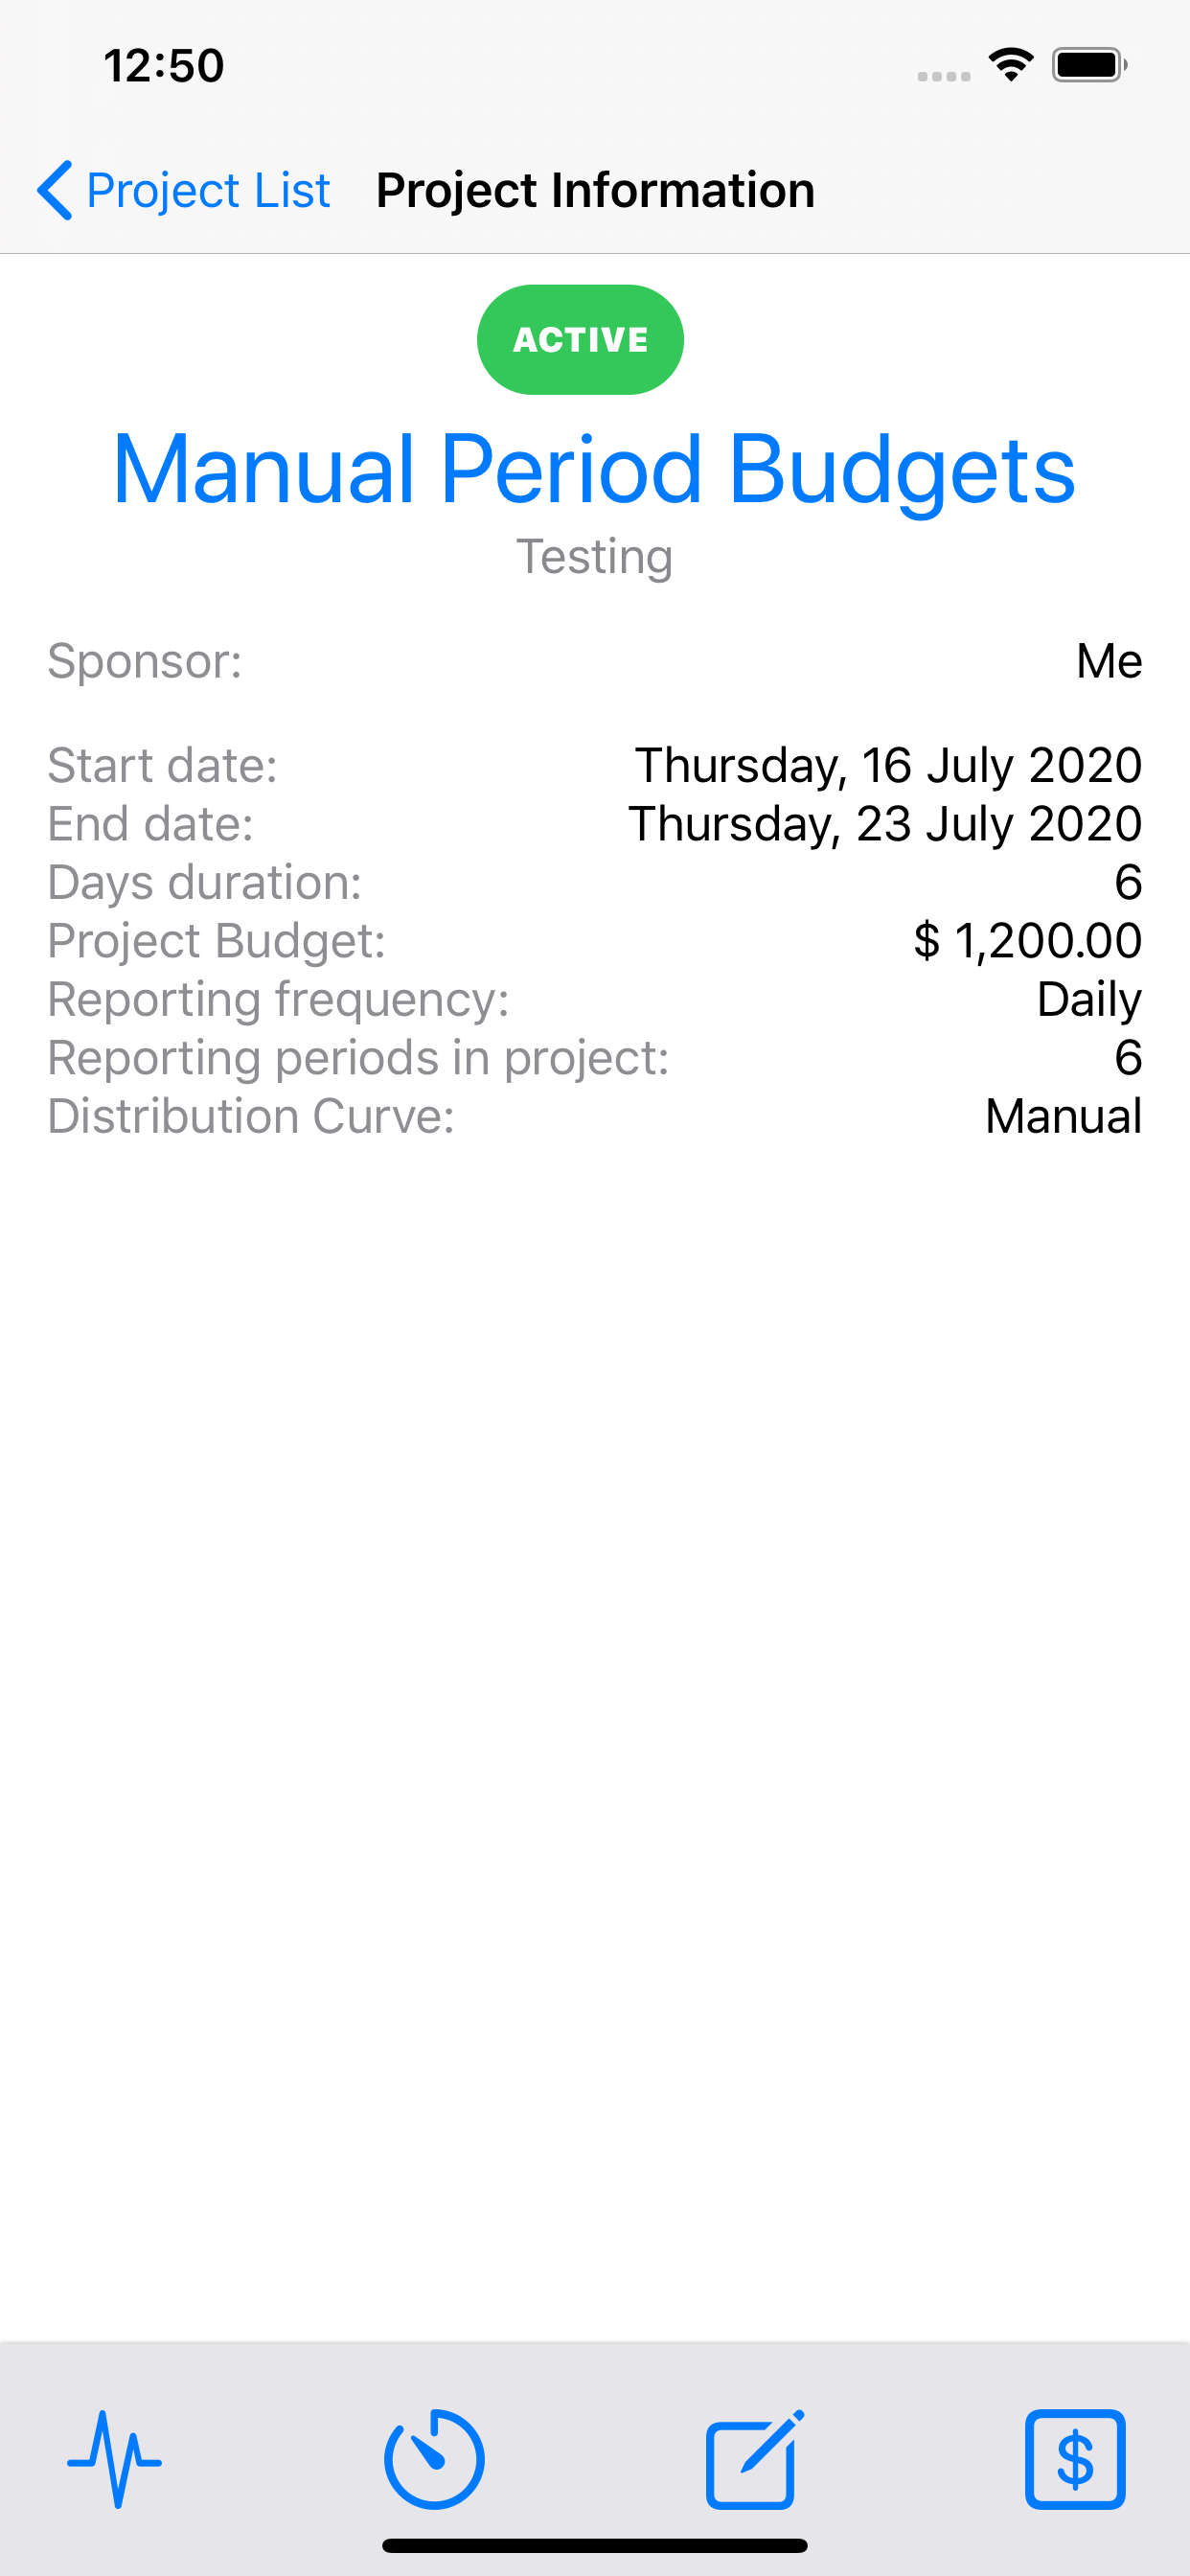 12:50
Project List Project Information
ACTIVE
Manual Period Budgets
Testing
Sponsor: Me
Start date: Thursday, 16 July 2020
End date: Thursday, 23 July 2020
Days duration: 6
Project Budget: $ 1,200.00
Reporting frequency: Daily
Reporting periods in project: 6
Distribution Curve: Manual
$